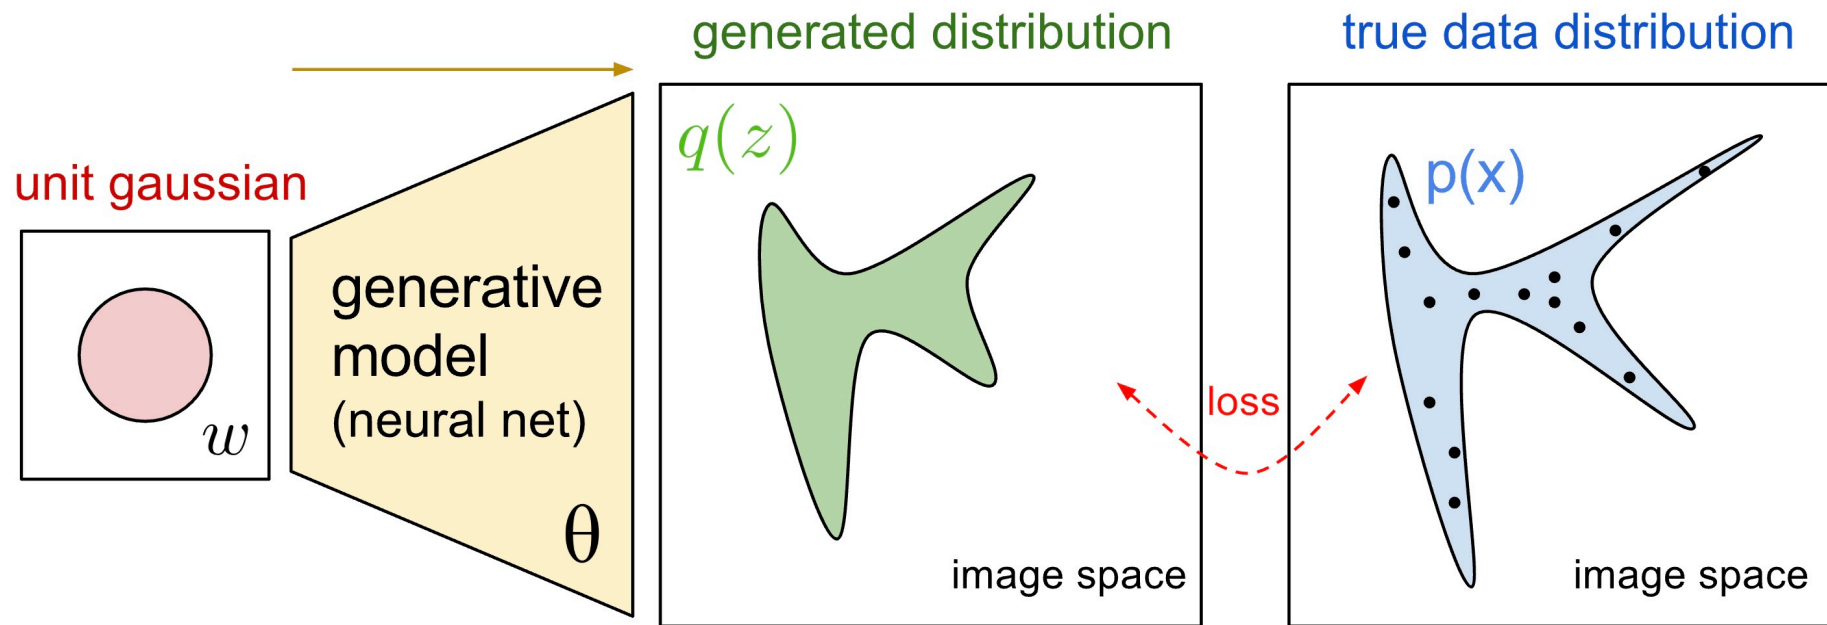 unit gaussian
w
generative
model
(neural net)
θ
generated distribution
q(z)
image space
loss
true data distribution
p(x)
image space